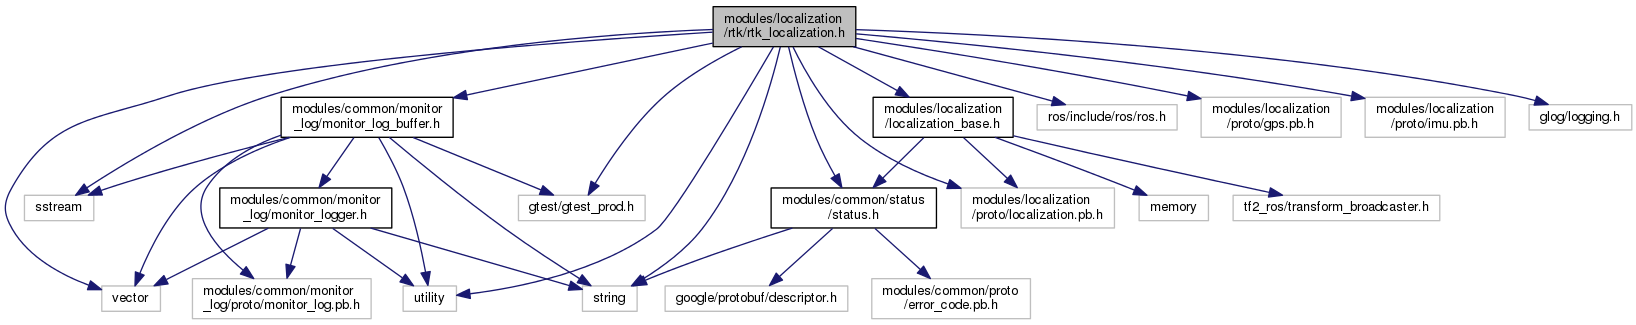 modules/localization
/rtk/rtk_localization.h
modules/common/monitor
_log/monitor_log_buffer.h
modules/localization
/localization_base.h
ros/include/ros/ros.h
modules/localization
/proto/gps.pb.h
modules/localization
/proto/imu.pb.h
glog/logging.h
sstream
modules/common/monitor
_log/monitor_logger.h
gtest/gtest_prod.h
modules/common/status
/status.h
modules/localization
/proto/localization.pb.h
memory
tf2_ros/transform_broadcaster.h
vector
modules/common/monitor
_log/proto/monitor_log.pb.h
utility
string
google/protobuf/descriptor.h
modules/common/proto
/error_code.pb.h